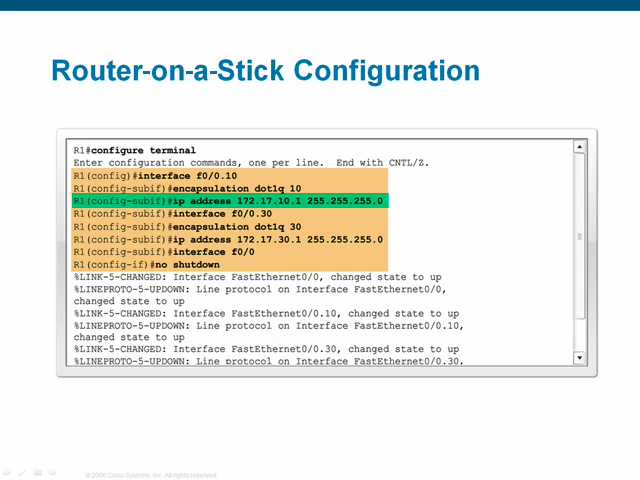 Router-on-a-Stick Configuration
R1#configure terminal
Enter configuration commands, one per line.  End with CNTL/Z.
R1(config)#interface f0/0.10
R1(config-subif)#encapsulation dot1q 10
R1(config-subif)#ip address 172.17.10.1 255.255.255.0
R1(config-subif)#interface f0/0.30
R1(config-subif)#encapsulation dot1q 30
R1(config-subif)#ip address 172.17.30.1 255.255.255.0
R1(config-subif)#interface f0/0
R1(config-if)#no shutdown
%LINK-5-CHANGED: Interface FastEthernet0/0, changed state to up
%LINEPROTO-5-UPDOWN: Line protocol on Interface FastEthernet0/0,
changed state to up
%LINK-5-CHANGED: Interface FastEthernet0/0.10, changed state to up
%LINEPROTO-5-UPDOWN: Line protocol on Interface FastEthernet0/0.10,
changed state to up
%LINK-5-CHANGED: Interface FastEthernet0/0.30, changed state to up
%LINEPROTO-5-UPDOWN: Line protocol on Interface FastEthernet0/0.30,
© 2006 Cisco Systems, Inc. All rights reserved.